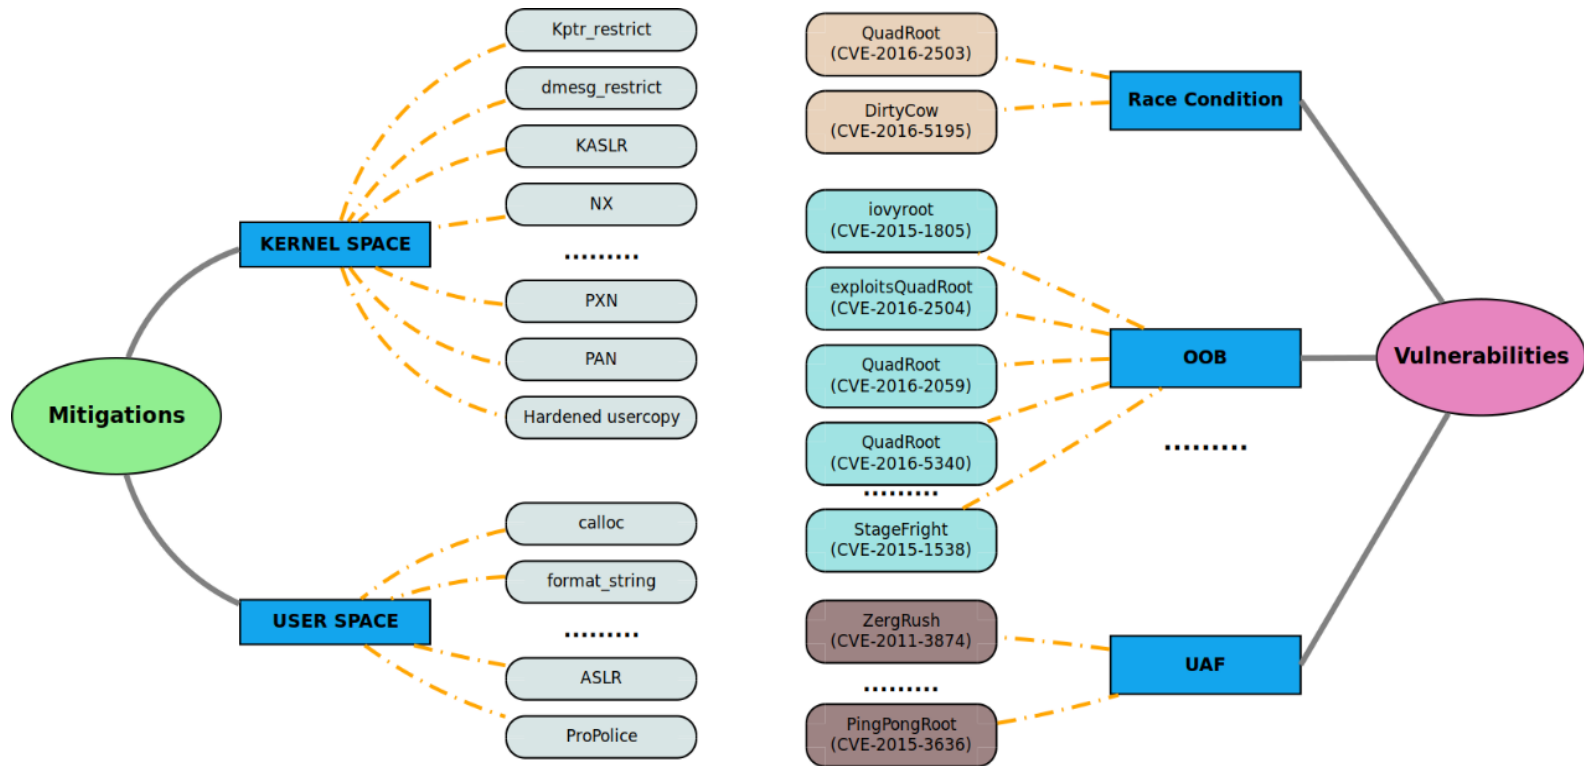 Mitigations
KERNEL SPACE
Kptr_restrict
dmesg_restrict
KASLR
NX
.........
PXN
PAN
Hardened usercopy
USER SPACE
calloc
format_string
.........
ASLR
ProPolice
QuadRoot
(CVE-2016-2503)
DirtyCow
(CVE-2016-5195)
Race Condition
iovyroot
(CVE-2015-1805)
exploitsQuadRoot
(CVE-2016-2504)
QuadRoot
(CVE-2016-2059)
QuadRoot
(CVE-2016-5340)
.........
StageFright
(CVE-2015-1538)
OOB
.........
ZergRush
(CVE-2011-3874)
.........
PingPongRoot
(CVE-2015-3636)
UAF
Vulnerabilities